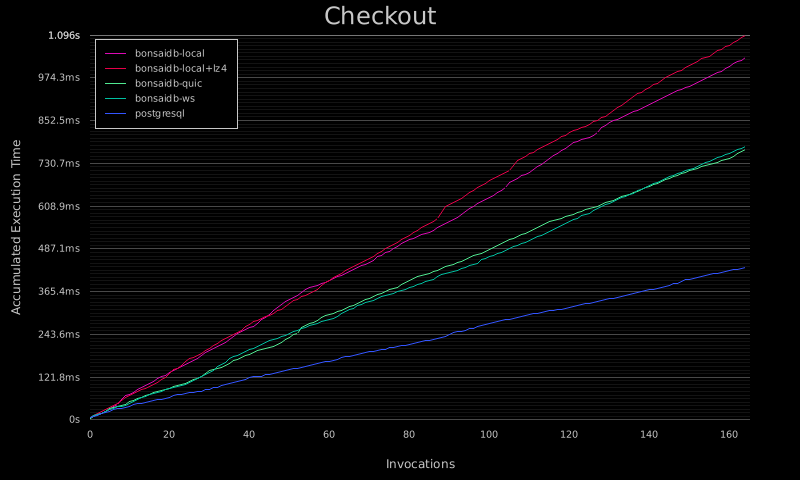 Checkout
1.096s
974.3ms
852.5ms
730.7ms
608.9ms
487.1ms
365.4ms
243.6ms
121.8ms
0s
Accumulated Execution Time
bonsaidb-local
bonsaidb-local+lz4
bonsaidb-quic
bonsaidb-ws
postgresql
0 20 40 60 80 100 120 140 160
Invocations